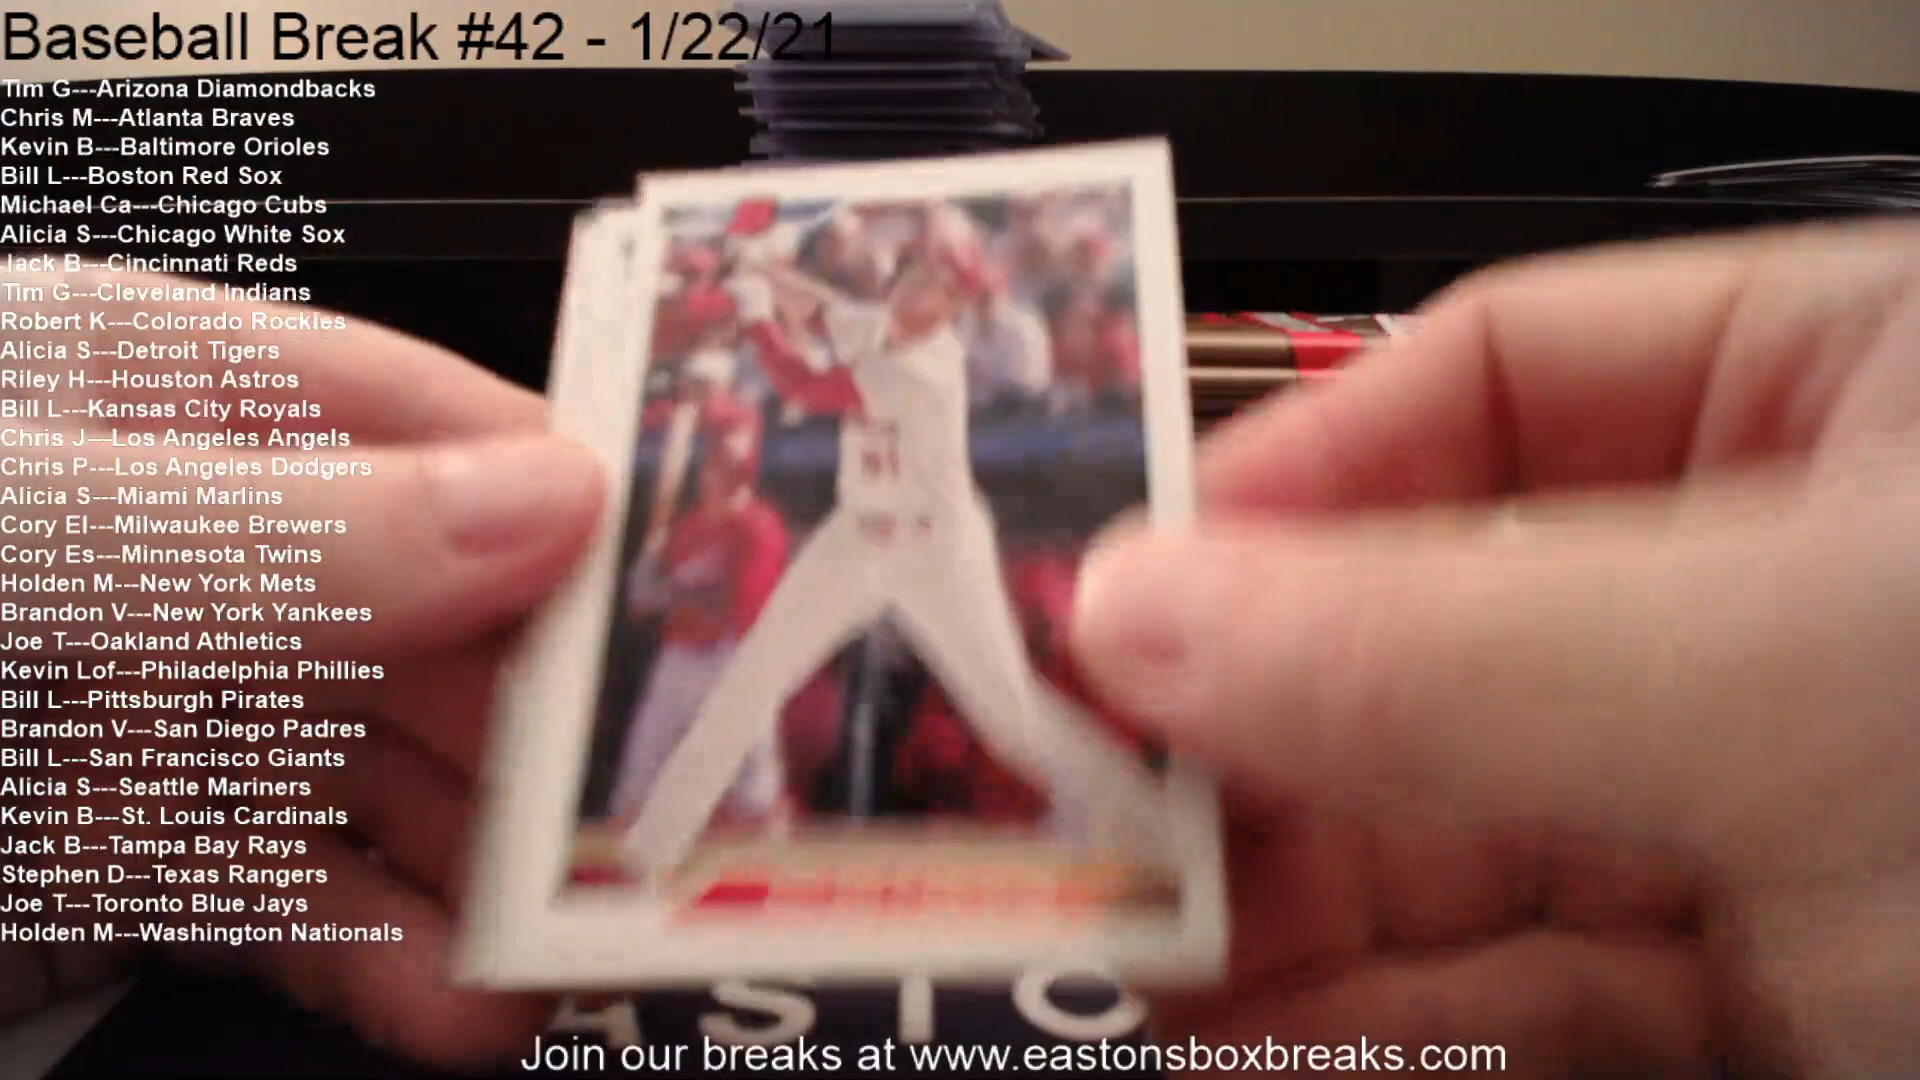 Baseball Break #42 - 1/22/21
Tim G---Arizona Diamondbacks
Chris M---Atlanta Braves
Kevin B---Baltimore Orioles
Bill L---Boston Red Sox
Michael Ca---Chicago Cubs
Alicia S---Chicago White Sox
Jack B---Cincinnati Reds
Tim G---Cleveland Indians
Robert K---Colorado Rockies
Alicia S---Detroit Tigers
Riley H---Houston Astros
Bill L---Kansas City Royals
Chris J---Los Angeles Angels
Chris P---Los Angeles Dodgers
Alicia S---Miami Marlins
Cory El---Milwaukee Brewers
Cory Es---Minnesota Twins
Holden M---New York Mets
Brandon V---New York Yankees
Joe T---Oakland Athletics
Kevin Lof---Philadelphia Phillies
Bill L---Pittsburgh Pirates
Brandon V---San Diego Padres
Bill L---San Francisco Giants
Alicia S---Seattle Mariners
Kevin B---St. Louis Cardinals
Jack B---Tampa Bay Rays
Stephen D---Texas Rangers
Joe T---Toronto Blue Jays
Holden M---Washington Nationals
Join our breaks at www.eastonsboxbreaks.com